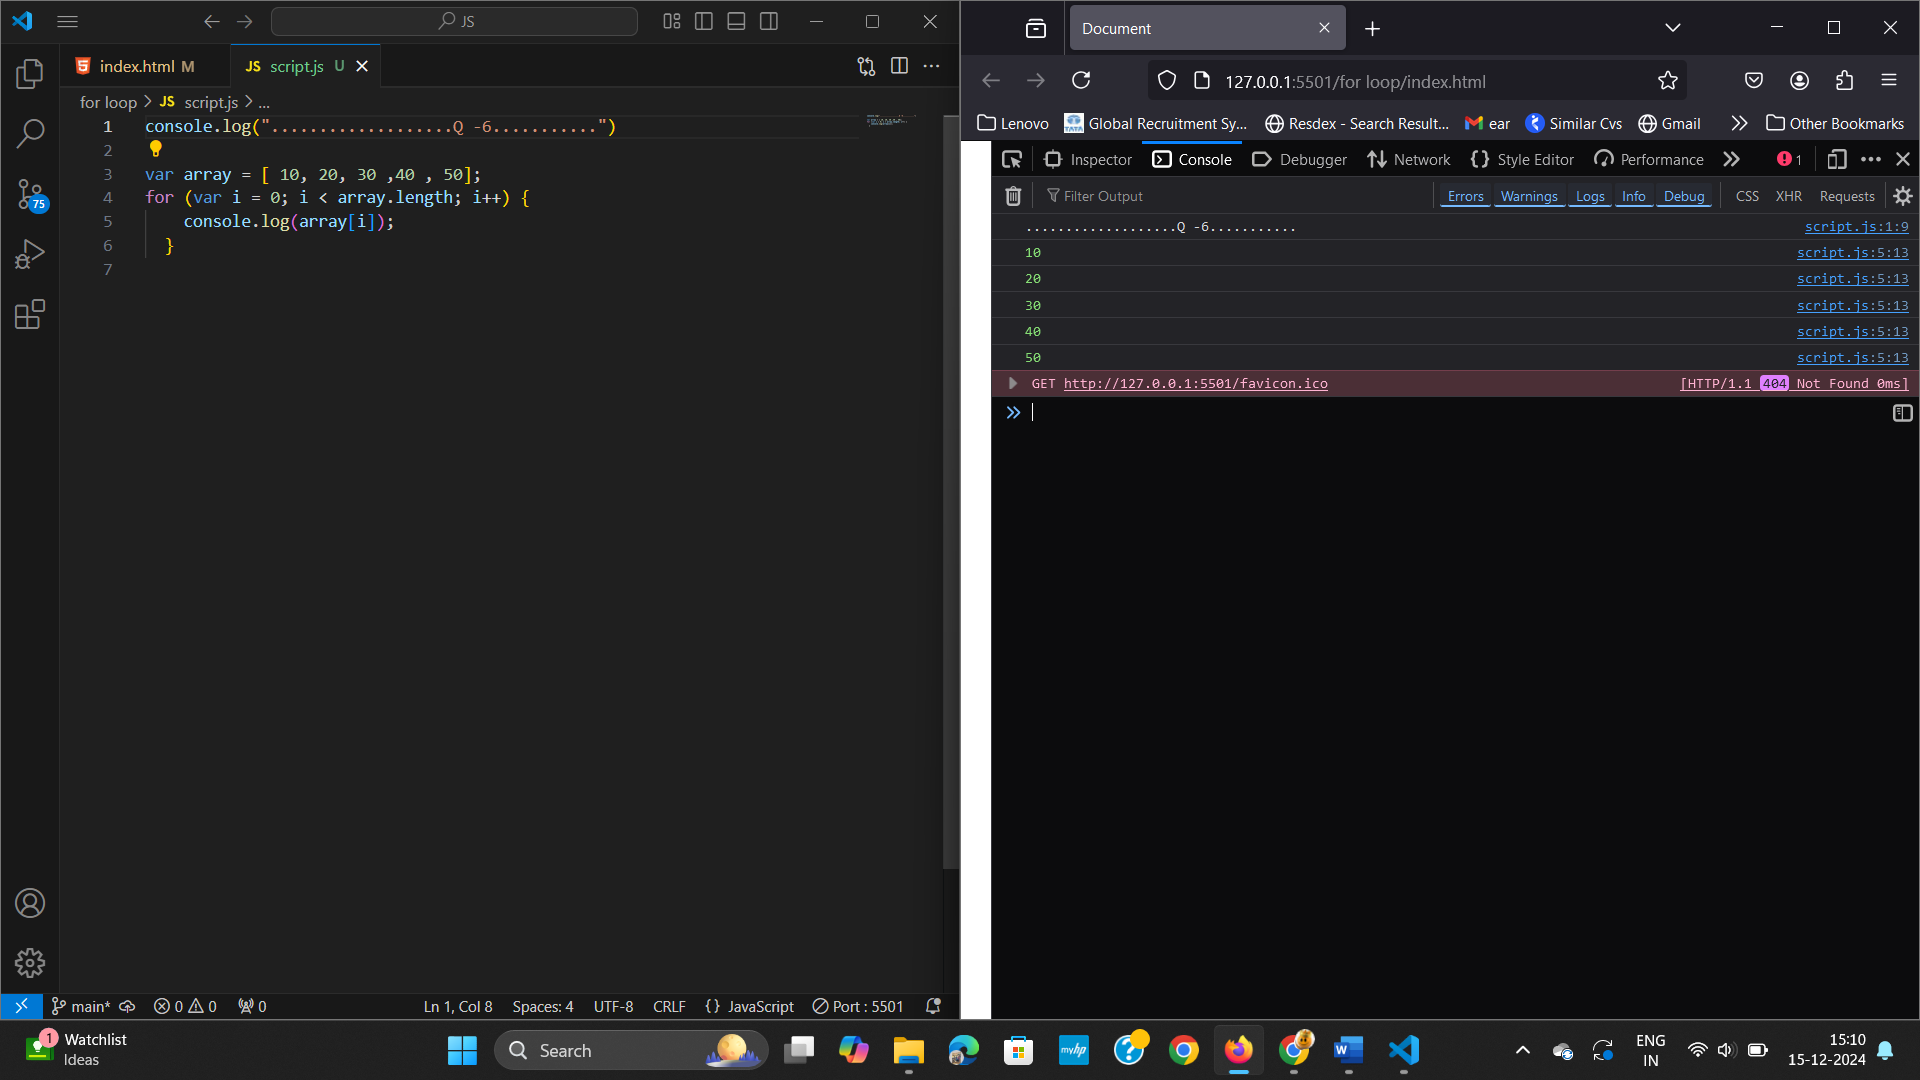 JS
index.html M
JS script.js U
for loop > JS script.js > ...
1 console.log("...................Q -6...........")
2
3 var array = [ 10, 20, 30 ,40 , 50];
4 for (var i = 0; i < array.length; i++) {
5 console.log(array[i]);
6 }
7
75
main* 0 0 0 Ln 1, Col 8 Spaces: 4 UTF-8 CRLF {} JavaScript Port : 5501
Document
127.0.0.1:5501/for loop/index.html
Lenovo TATA Global Recruitment Sy... Resdex - Search Result... ear Similar Cvs Gmail Other Bookmarks
Inspector Console Debugger Network Style Editor Performance 1
Filter Output Errors Warnings Logs Info Debug CSS XHR Requests
...................Q -6........... script.js:1:9
10 script.js:5:13
20 script.js:5:13
30 script.js:5:13
40 script.js:5:13
50 script.js:5:13
GET http://127.0.0.1:5501/favicon.ico [HTTP/1.1 404 Not Found 0ms]
1 Watchlist
Ideas
Search
myhp
ENG
IN
15:10
15-12-2024